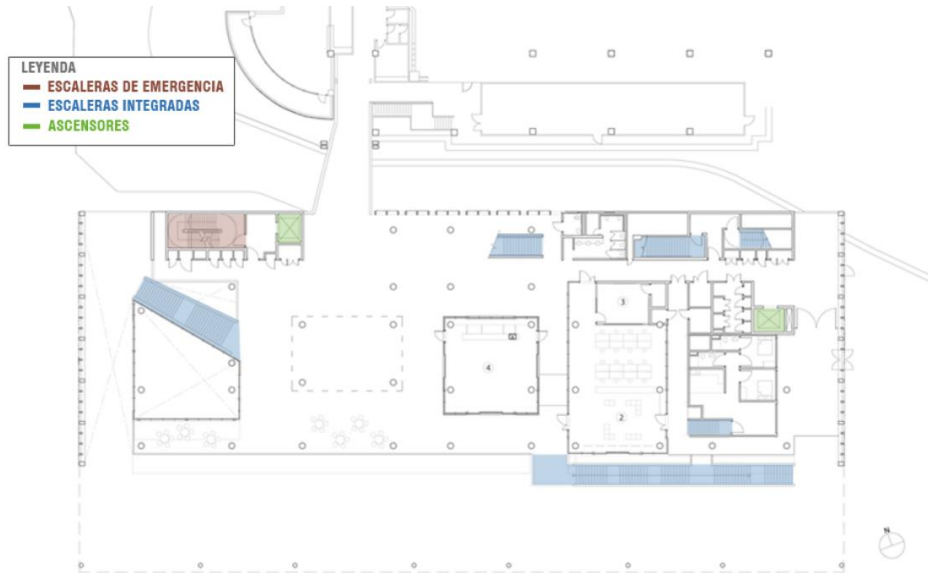 LEYENDA
ESCALERAS DE EMERGENCIA
ESCALERAS INTEGRADAS
ASCENSORES
3
4
2
N